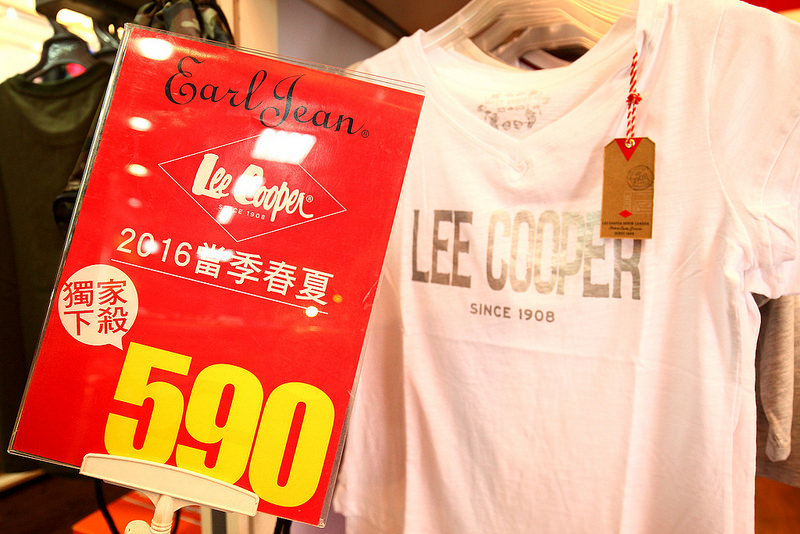 Earl Jean®
Lee Cooper®
SINCE 1908
2016當季春夏
獨家
下殺
590
LEE COOPER
SINCE 1908